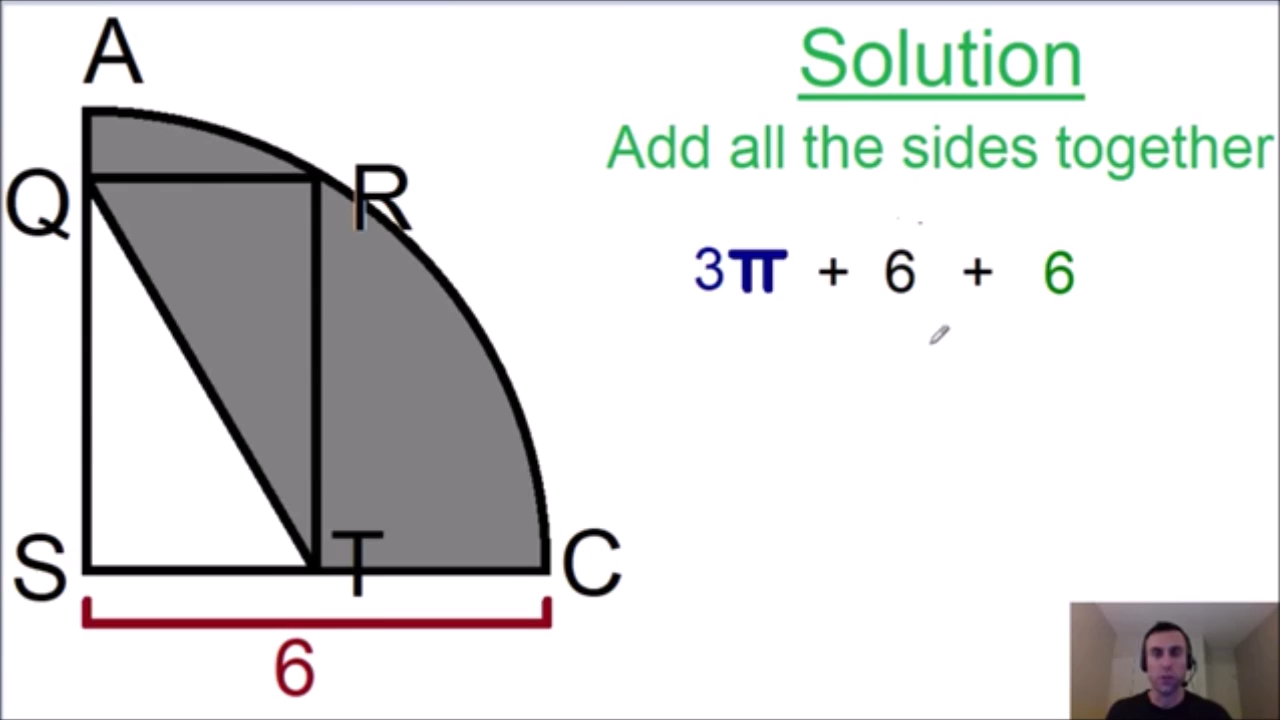 A
Solution
Add all the sides together
Q
R
3π + 6 + 6
S
T
C
6